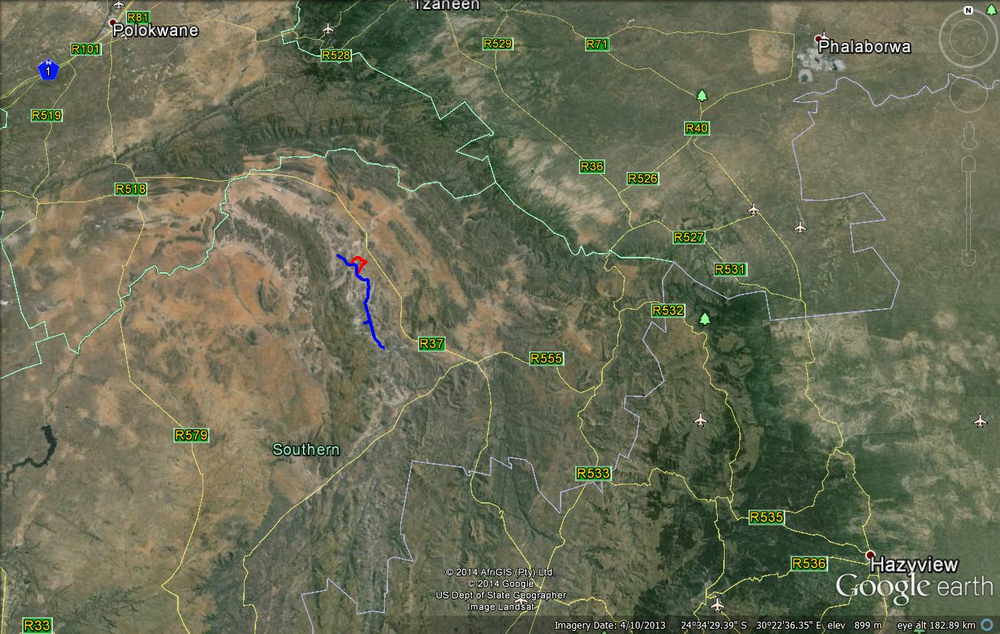 Tzaneen
R81
Polokwane
R101
N
1
R519
R528
R529
R71
Phalaborwa
N
R40
R518
R36
R526
R527
R531
R532
R37
R555
R579
Southern
R533
R535
R536
Hazyview
R33
© 2014 AfriGIS (Pty) Ltd.
© 2014 Google
US Dept of State Geographer
Image Landsat
Google earth
Imagery Date: 4/10/2013 24°34'29.39" S 30°22'36.35" E elev 899 m eye alt 182.89 km